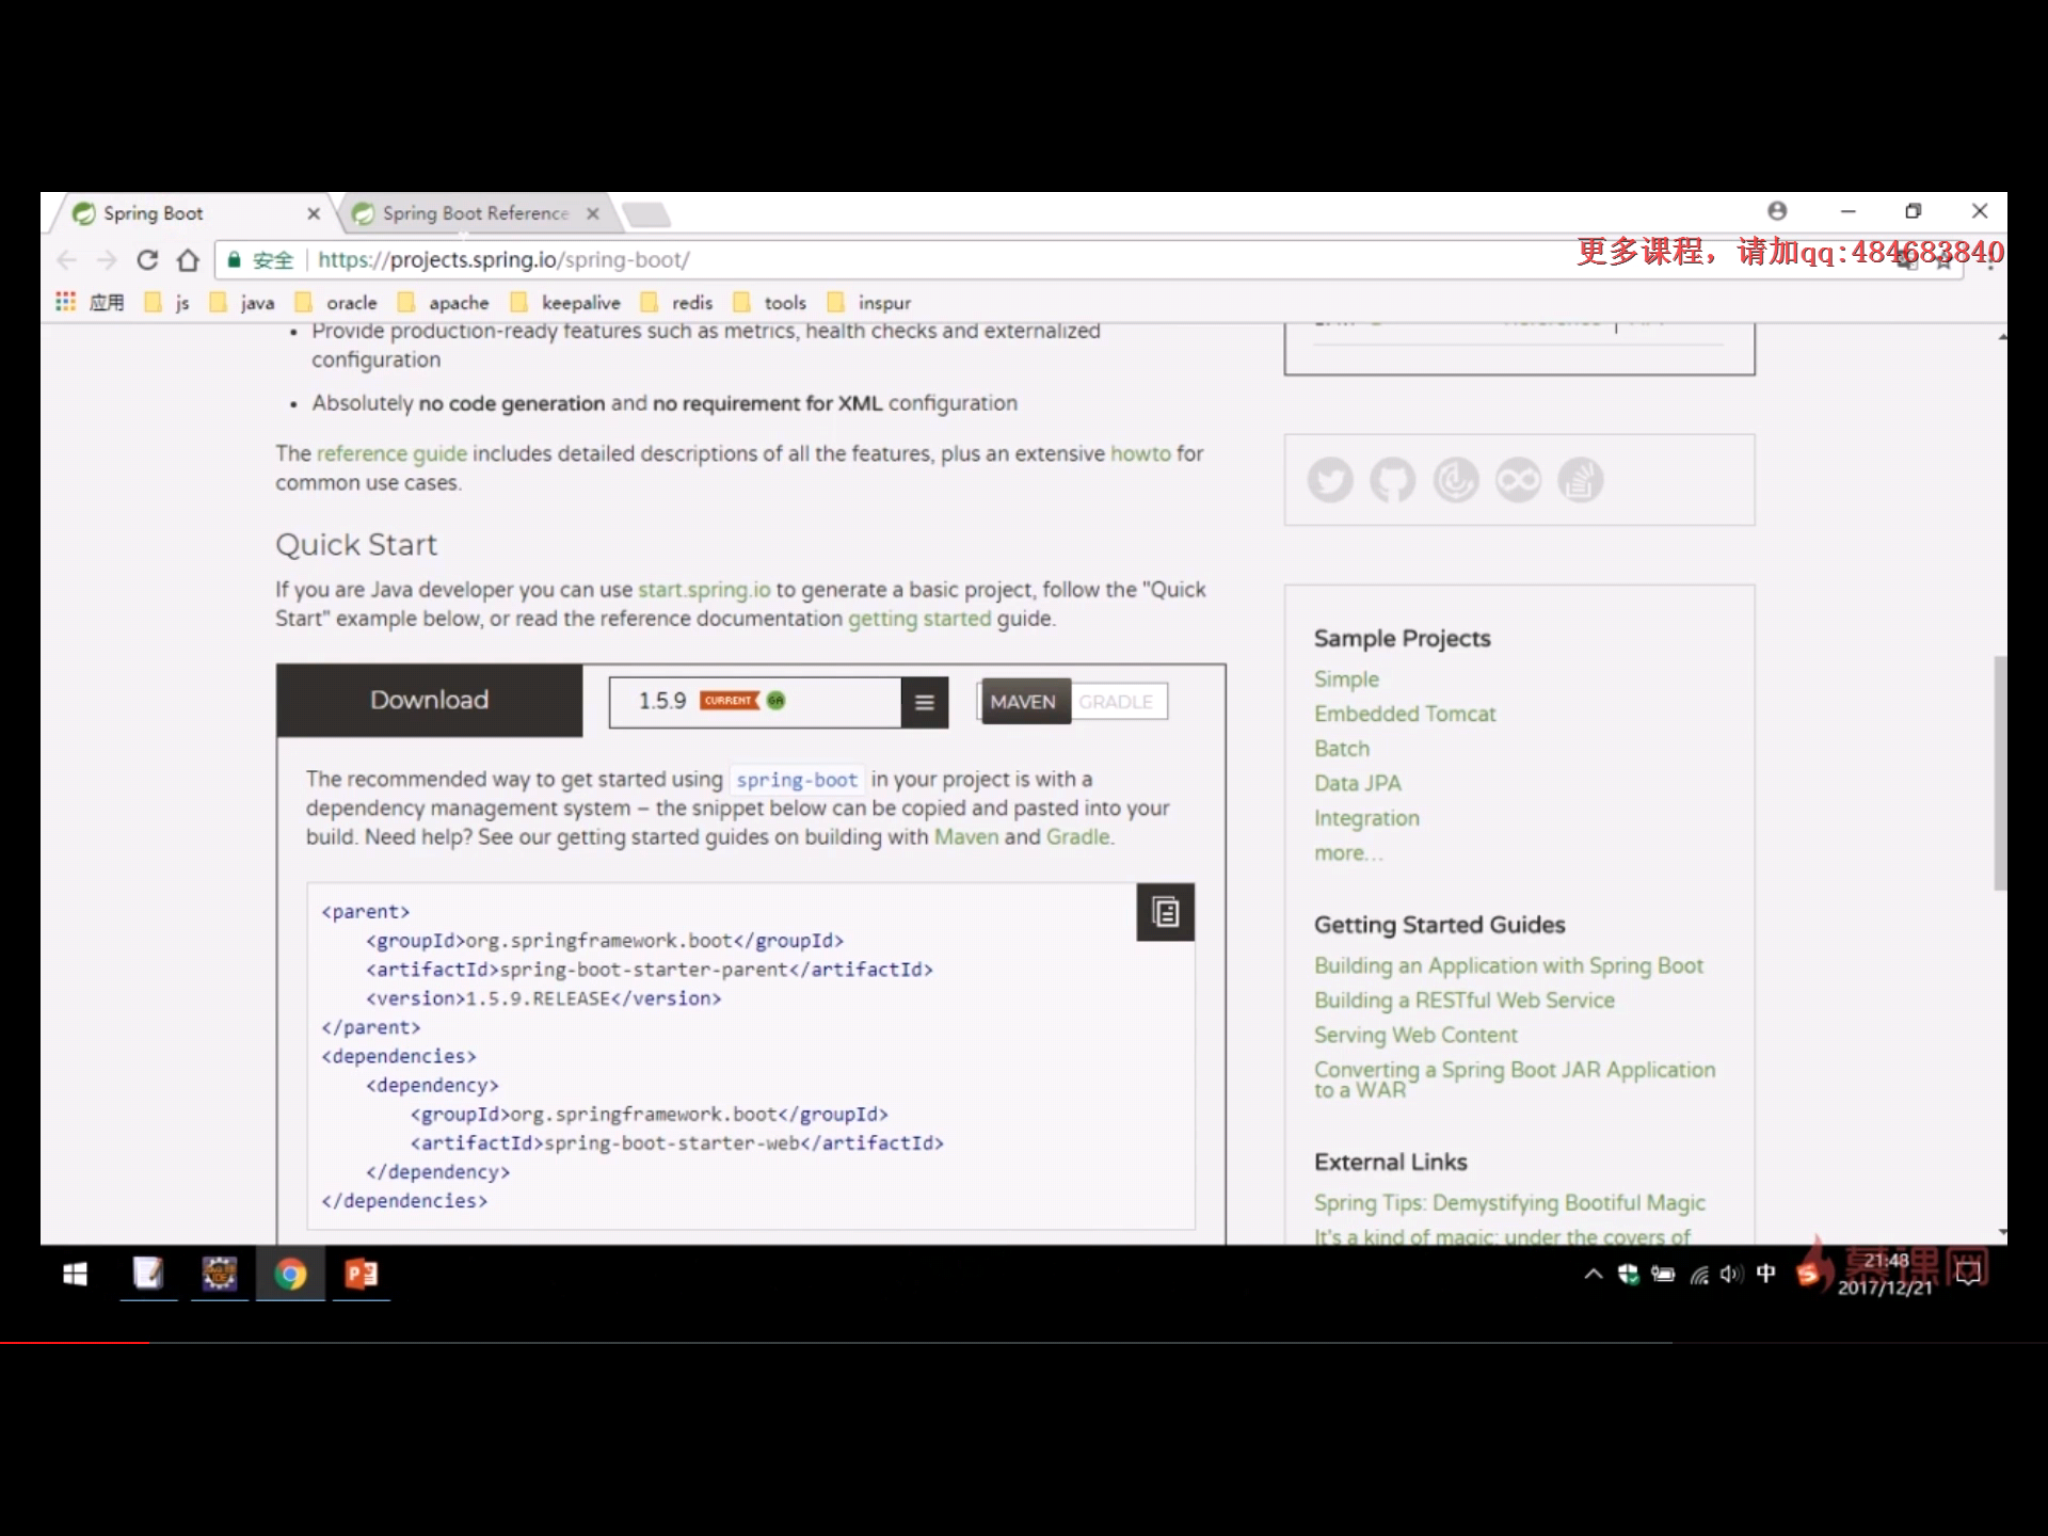 Spring Boot
Spring Boot Reference
安全
https://projects.spring.io/spring-boot/
更多课程，请加qq:484683840
应用
js
java
oracle
apache
keepalive
redis
tools
inspur
Provide production-ready features such as metrics, health checks and externalized
configuration
Absolutely no code generation and no requirement for XML configuration
The reference guide includes detailed descriptions of all the features, plus an extensive howto for
common use cases.
Quick Start
If you are Java developer you can use start.spring.io to generate a basic project, follow the "Quick
Start" example below, or read the reference documentation getting started guide.
Download
1.5.9 CURRENT GA
MAVEN GRADLE
The recommended way to get started using spring-boot in your project is with a
dependency management system – the snippet below can be copied and pasted into your
build. Need help? See our getting started guides on building with Maven and Gradle.
<parent>
<groupId>org.springframework.boot</groupId>
<artifactId>spring-boot-starter-parent</artifactId>
<version>1.5.9.RELEASE</version>
</parent>
<dependencies>
<dependency>
<groupId>org.springframework.boot</groupId>
<artifactId>spring-boot-starter-web</artifactId>
</dependency>
</dependencies>
Sample Projects
Simple
Embedded Tomcat
Batch
Data JPA
Integration
more...
Getting Started Guides
Building an Application with Spring Boot
Building a RESTful Web Service
Serving Web Content
Converting a Spring Boot JAR Application
to a WAR
External Links
Spring Tips: Demystifying Bootiful Magic
It's a kind of magic: under the covers of
中
慕课网
21:48
2017/12/21